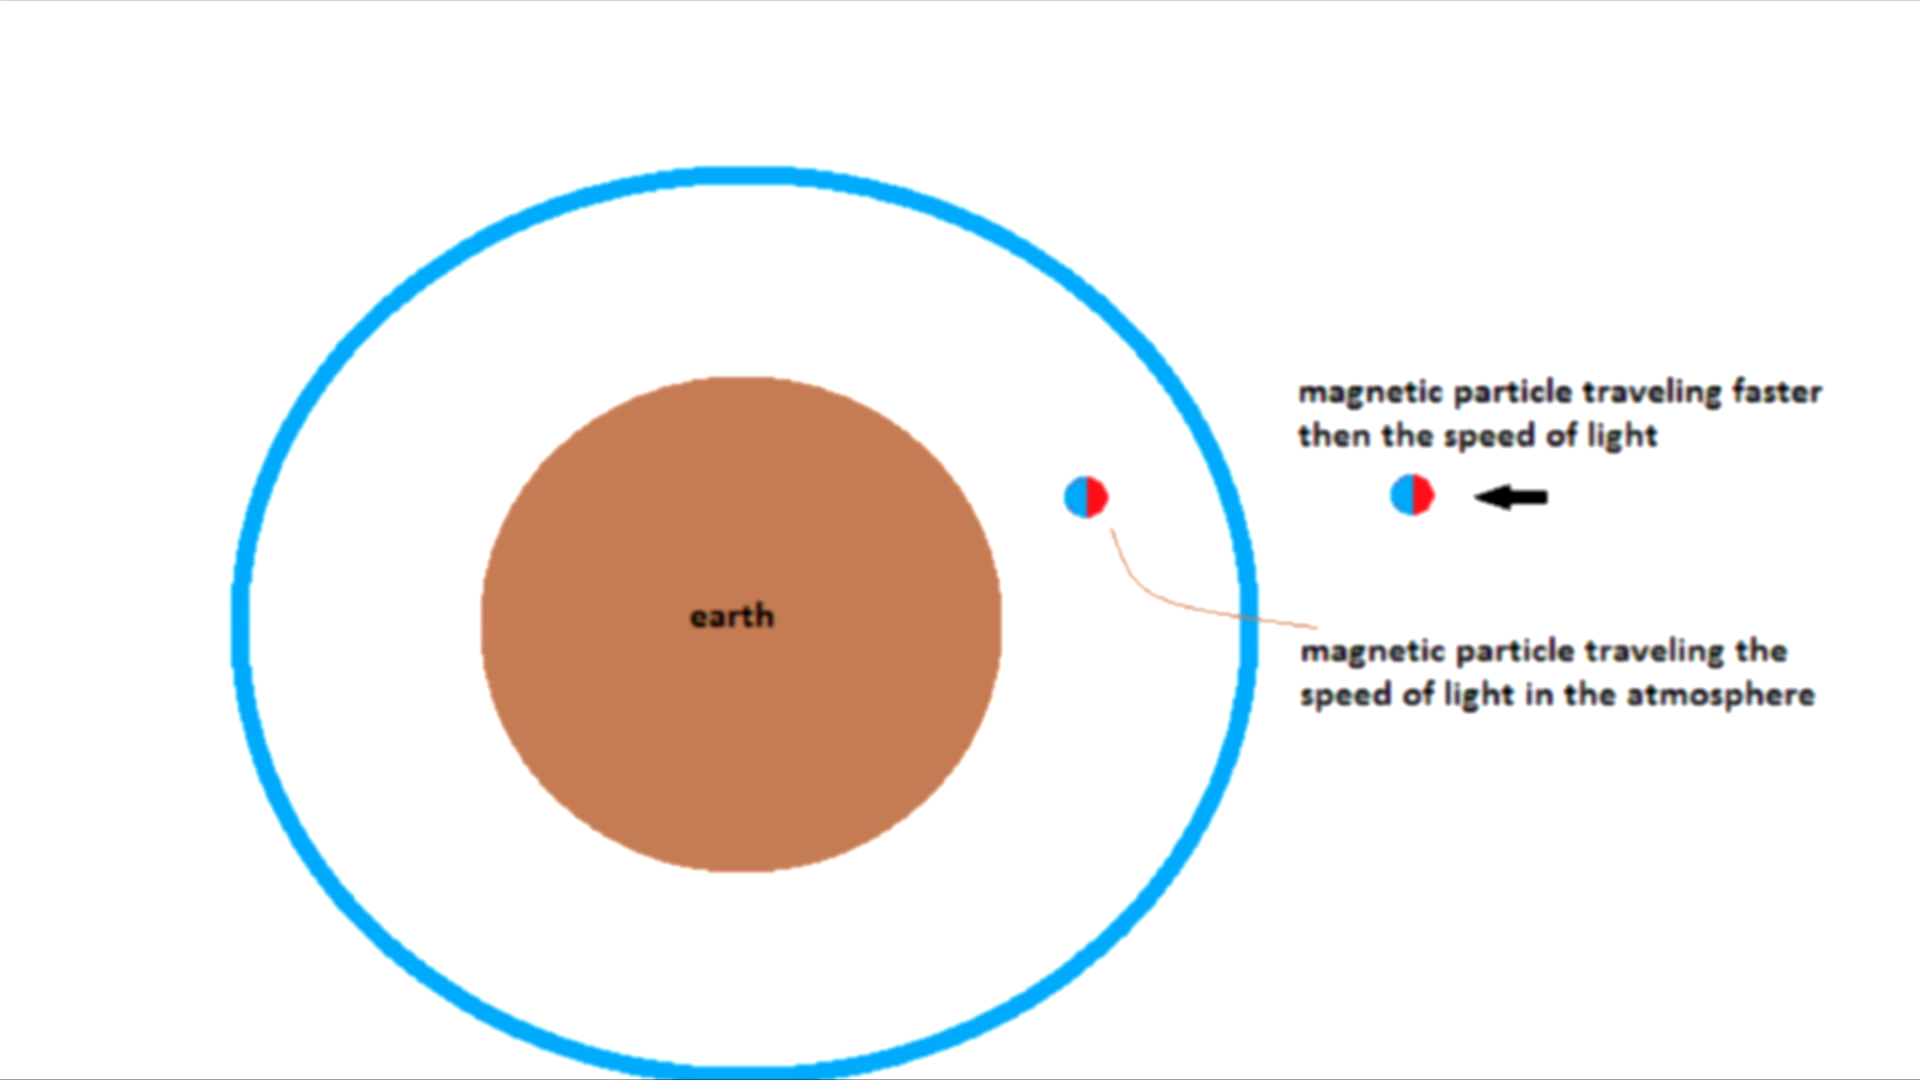 magnetic particle traveling faster
then the speed of light
earth
magnetic particle traveling the
speed of light in the atmosphere